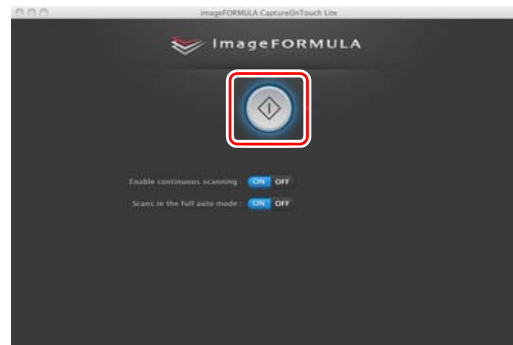 imageFORMULA CaptureOnTouch Lite
imageFORMULA
Enable continuous scanning : ON OFF
Scans in the full auto mode : ON OFF